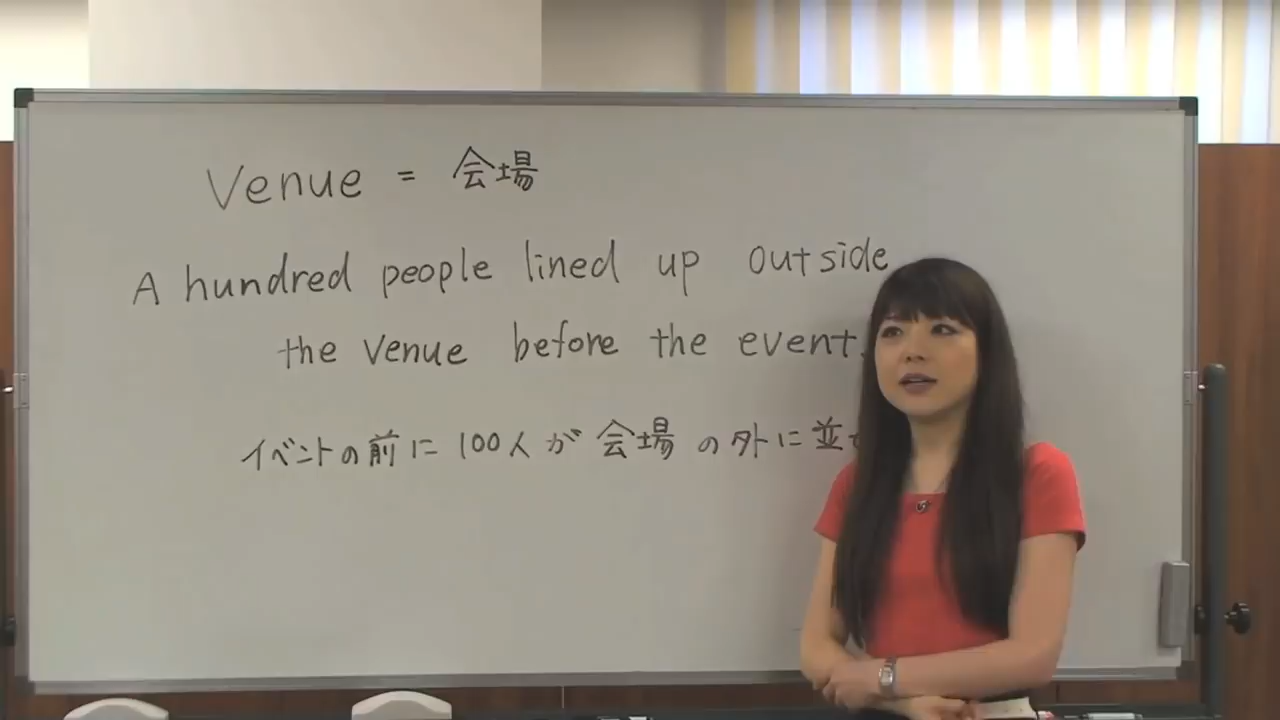 Venue = 会場
A hundred people lined up outside
the venue before the event.
イベントの前に100人が会場の外に並